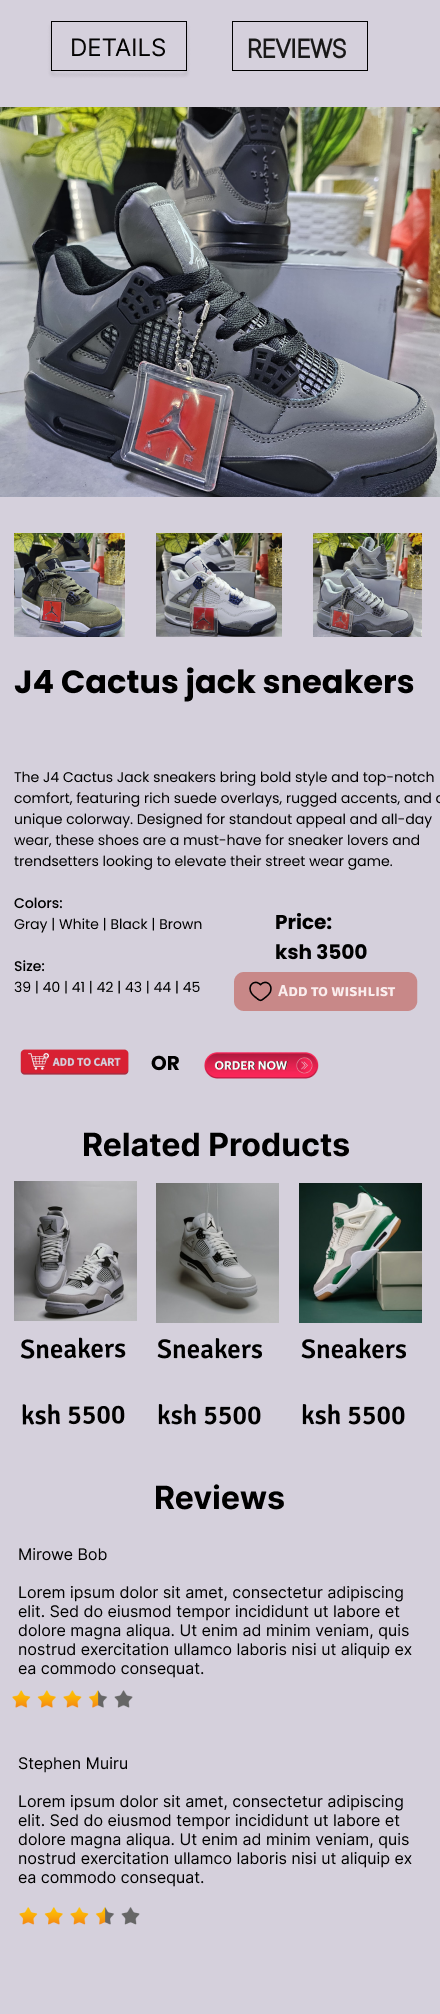 DETAILS REVIEWS
J4 Cactus jack sneakers
The J4 Cactus Jack sneakers bring bold style and top-notch
comfort, featuring rich suede overlays, rugged accents, and a
unique colorway. Designed for standout appeal and all-day
wear, these shoes are a must-have for sneaker lovers and
trendsetters looking to elevate their street wear game.
Colors:
Gray | White | Black | Brown
Size:
39 | 40 | 41 | 42 | 43 | 44 | 45
Price:
ksh 3500
ADD TO WISHLIST
ADD TO CART OR ORDER NOW
Related Products
Sneakers Sneakers Sneakers
ksh 5500 ksh 5500 ksh 5500
Reviews
Mirowe Bob
Lorem ipsum dolor sit amet, consectetur adipiscing
elit. Sed do eiusmod tempor incididunt ut labore et
dolore magna aliqua. Ut enim ad minim veniam, quis
nostrud exercitation ullamco laboris nisi ut aliquip ex
ea commodo consequat.
Stephen Muiru
Lorem ipsum dolor sit amet, consectetur adipiscing
elit. Sed do eiusmod tempor incididunt ut labore et
dolore magna aliqua. Ut enim ad minim veniam, quis
nostrud exercitation ullamco laboris nisi ut aliquip ex
ea commodo consequat.